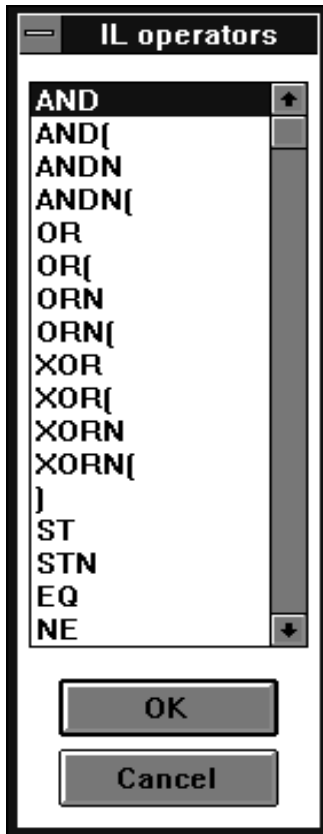 IL operators
AND
AND(
ANDN
ANDN(
OR
OR(
ORN
ORN(
XOR
XOR(
XORN
XORN(
)
ST
STN
EQ
NE
OK
Cancel